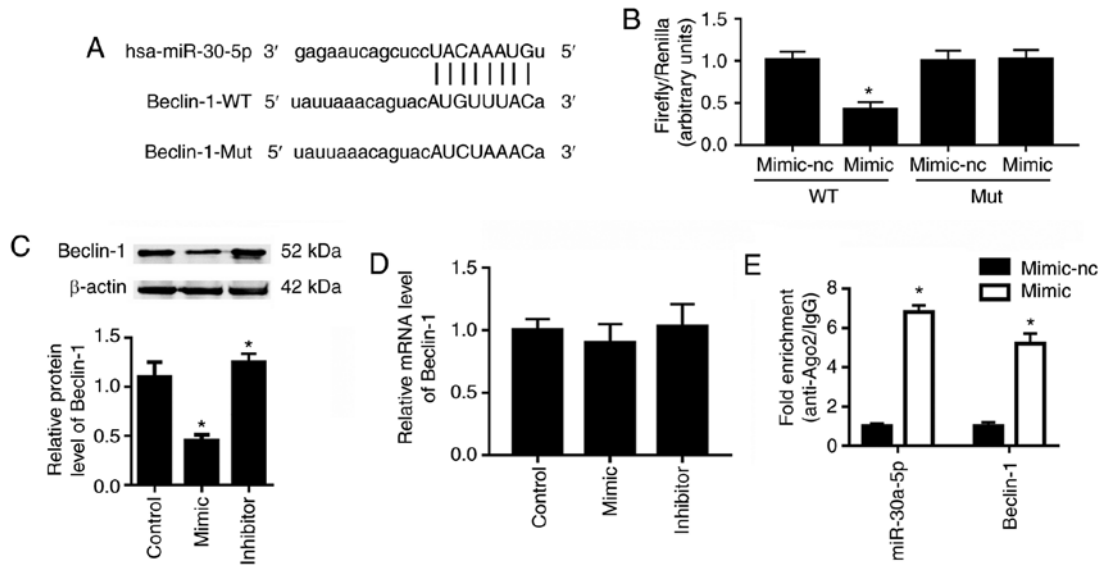 A
hsa-miR-30-5p 3′ gagaaucagcuccUACAAAUGu 5′
Beclin-1-WT 5′ uauuaaacaguacAUGUUUACa 3′
Beclin-1-Mut 5′ uauuaaacaguacAUCUAAACa 3′
B
Firefly/Renilla
(arbitrary units)
1.5
1.0
0.5
0.0
*
Mimic-nc Mimic Mimic-nc Mimic
WT Mut
C
Beclin-1 52 kDa
β-actin 42 kDa
Relative protein
level of Beclin-1
1.5
1.0
0.5
0.0
* *
Control Mimic Inhibitor
D
Relative mRNA level
of Beclin-1
1.5
1.0
0.5
0.0
Control Mimic Inhibitor
E
Mimic-nc
Mimic
Fold enrichment
(anti-Ago2/IgG)
8
6
4
2
0
* *
miR-30a-5p Beclin-1